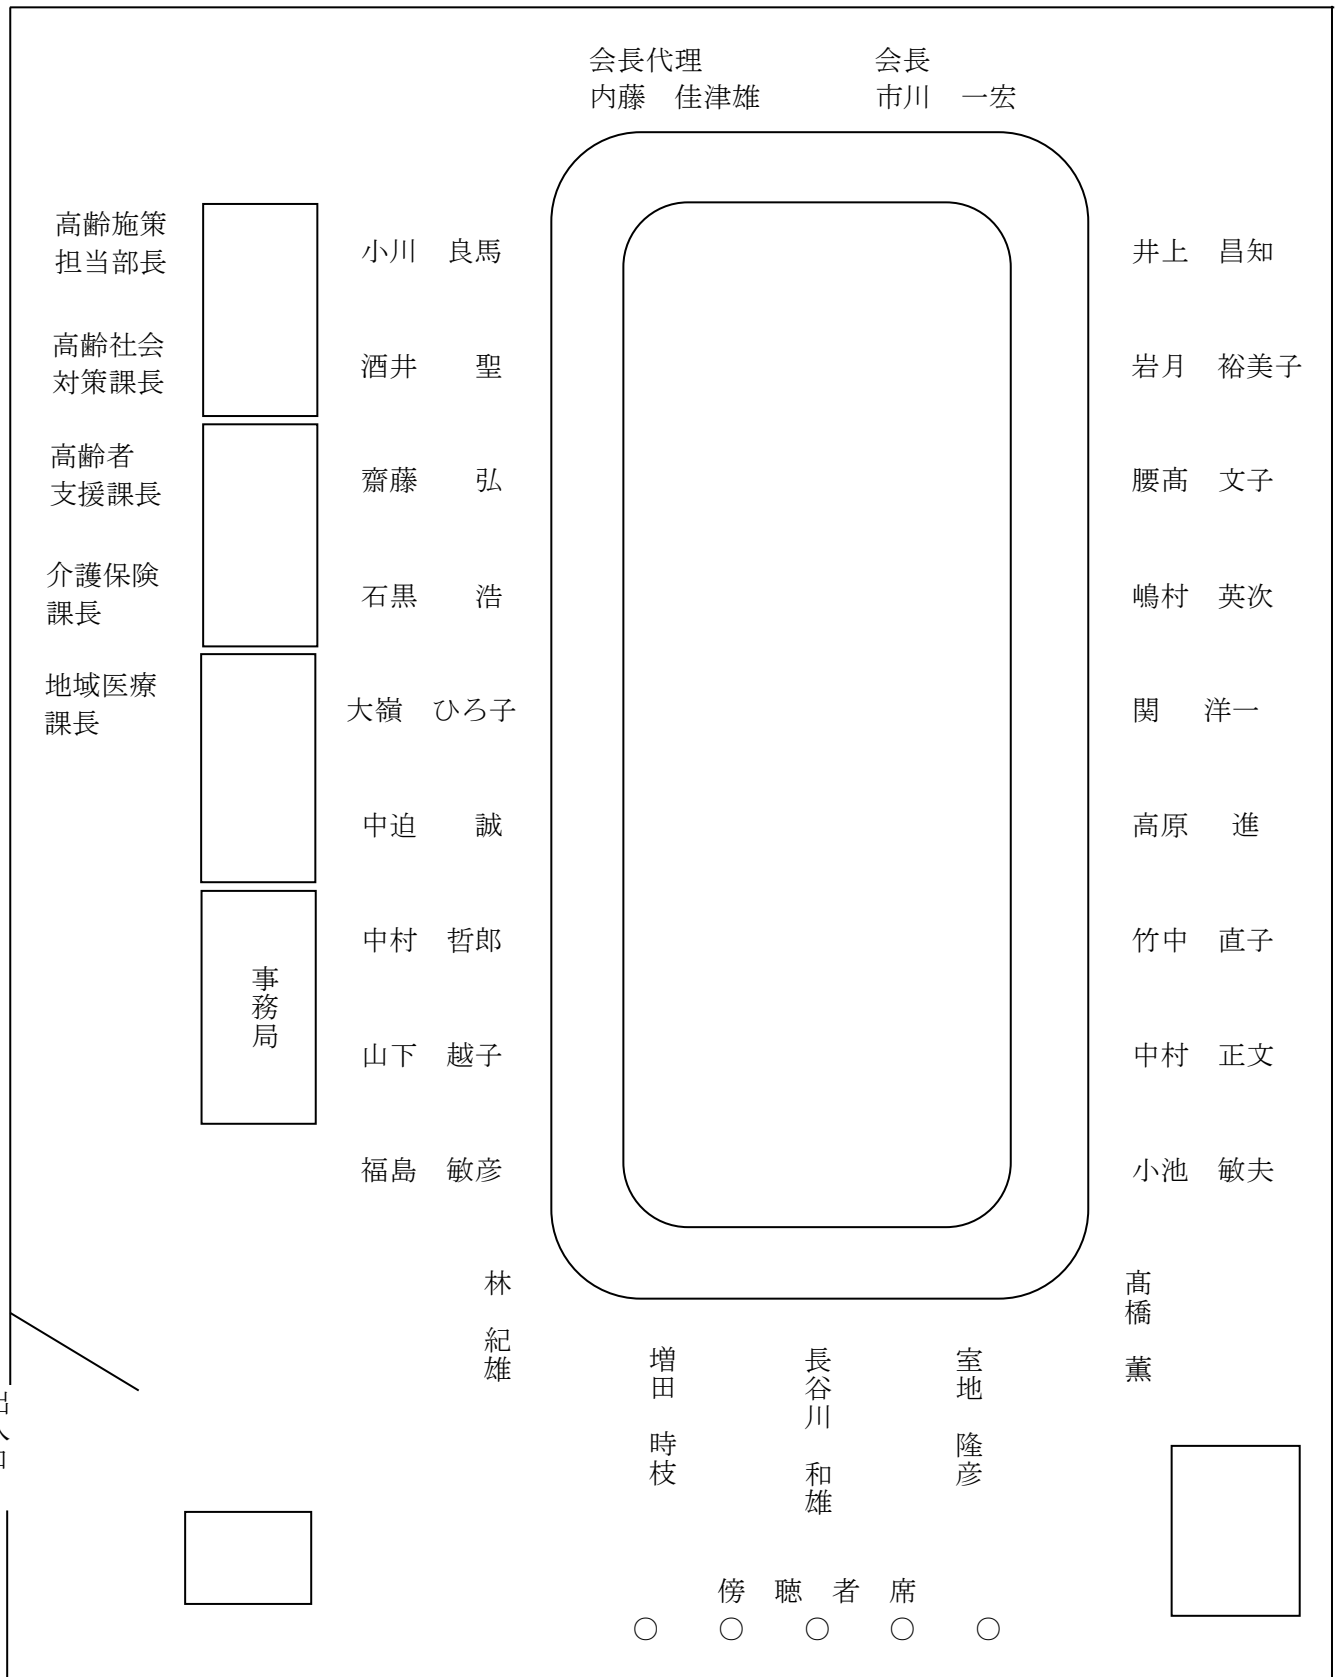 会長代理
内藤　佳津雄
会長
市川　一宏
高齢施策
担当部長
高齢社会
対策課長
高齢者
支援課長
介護保険
課長
地域医療
課長
事務局
小川　良馬
酒井　　聖
齋藤　　弘
石黒　　浩
大嶺　ひろ子
中迫　　誠
中村　哲郎
山下　越子
福島　敏彦
井上　昌知
岩月　裕美子
腰髙　文子
嶋村　英次
関　洋一
高原　進
竹中　直子
中村　正文
小池　敏夫
林　紀雄
増田　時枝
長谷川　和雄
室地　隆彦
髙橋　薫
出入口
傍　聴　者　席
○　○　○　○　○